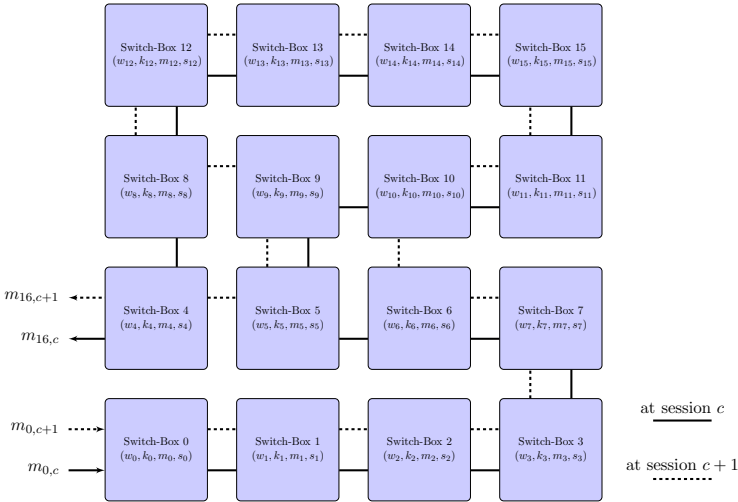 Switch-Box 12
(w₁₂, k₁₂, m₁₂, s₁₂)
Switch-Box 13
(w₁₃, k₁₃, m₁₃, s₁₃)
Switch-Box 14
(w₁₄, k₁₄, m₁₄, s₁₄)
Switch-Box 15
(w₁₅, k₁₅, m₁₅, s₁₅)
Switch-Box 8
(w₈, k₈, m₈, s₈)
Switch-Box 9
(w₉, k₉, m₉, s₉)
Switch-Box 10
(w₁₀, k₁₀, m₁₀, s₁₀)
Switch-Box 11
(w₁₁, k₁₁, m₁₁, s₁₁)
m₁₆,c+1
m₁₆,c
Switch-Box 4
(w₄, k₄, m₄, s₄)
Switch-Box 5
(w₅, k₅, m₅, s₅)
Switch-Box 6
(w₆, k₆, m₆, s₆)
Switch-Box 7
(w₇, k₇, m₇, s₇)
m₀,c+1
m₀,c
Switch-Box 0
(w₀, k₀, m₀, s₀)
Switch-Box 1
(w₁, k₁, m₁, s₁)
Switch-Box 2
(w₂, k₂, m₂, s₂)
Switch-Box 3
(w₃, k₃, m₃, s₃)
at session c
at session c + 1